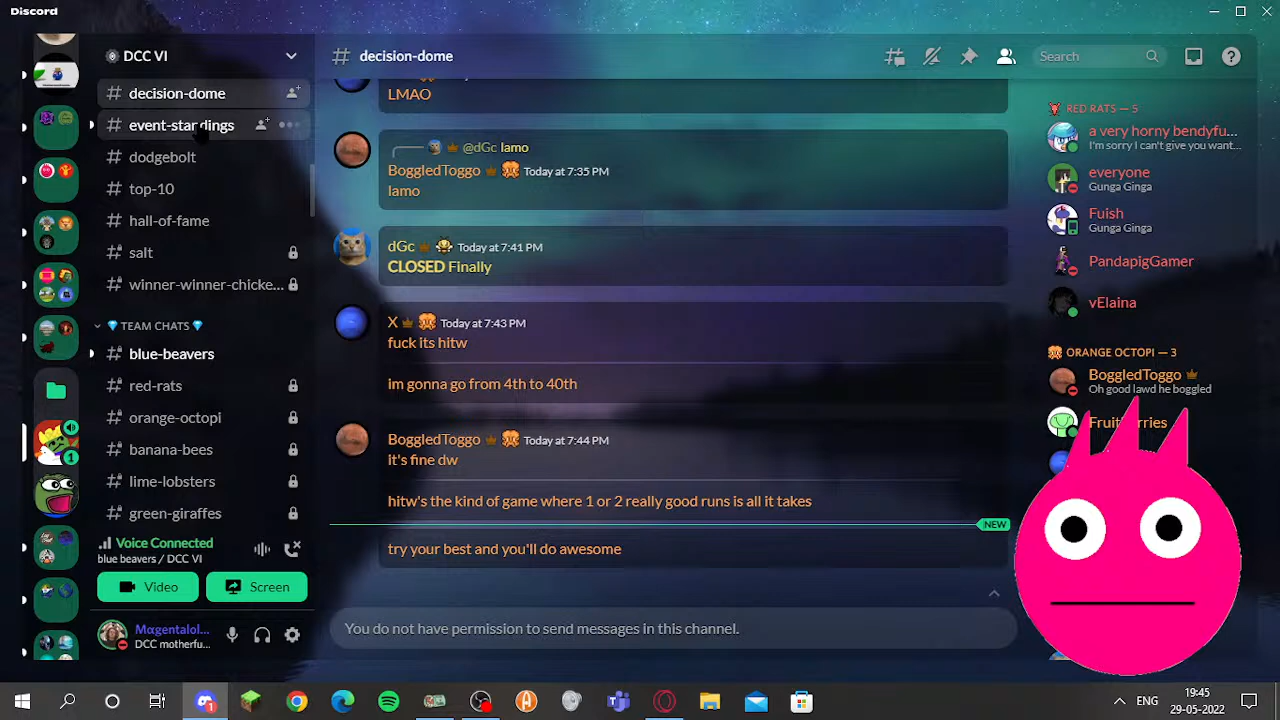 Discord
DCC VI
decision-dome
event-standings
dodgebolt
top-10
hall-of-fame
salt
winner-winner-chicke...
TEAM CHATS
blue-beavers
red-rats
orange-octopi
banana-bees
lime-lobsters
green-giraffes
Voice Connected
blue beavers / DCC VI
Video
Screen
Mαgentalol...
DCC motherfu...
# decision-dome
Search
LMAO
@dGc lamo
BoggledToggo Today at 7:35 PM
lamo
dGc Today at 7:41 PM
CLOSED Finally
X Today at 7:43 PM
fuck its hitw
im gonna go from 4th to 40th
BoggledToggo Today at 7:44 PM
it's fine dw
hitw's the kind of game where 1 or 2 really good runs is all it takes
NEW
try your best and you'll do awesome
You do not have permission to send messages in this channel.
RED RATS — 5
a very horny bendyfu...
I'm sorry I can't give you want...
everyone
Gunga Ginga
Fuish
Gunga Ginga
PandapigGamer
vElaina
ORANGE OCTOPI — 3
BoggledToggo
Oh good lawd he boggled
1
1
ENG
19:45
29-05-2022